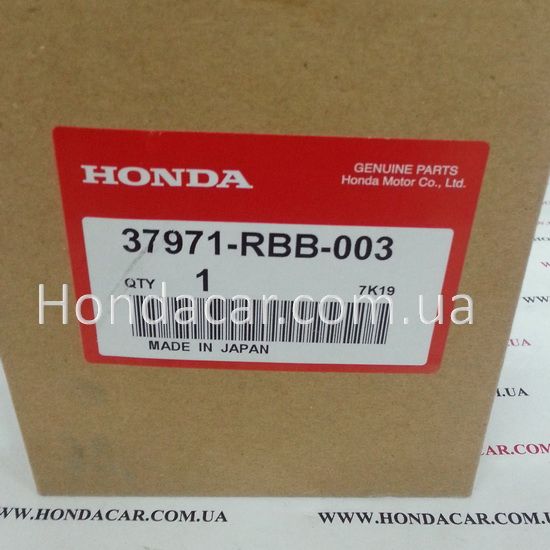 HONDA
GENUINE PARTS
Honda Motor Co., Ltd.
37971-RBB-003
QTY 1 7K19
Hondacar.com.ua
MADE IN JAPAN
WWW.HONDACAR.COM.UA
WWW.HONDACAR.COM.UA